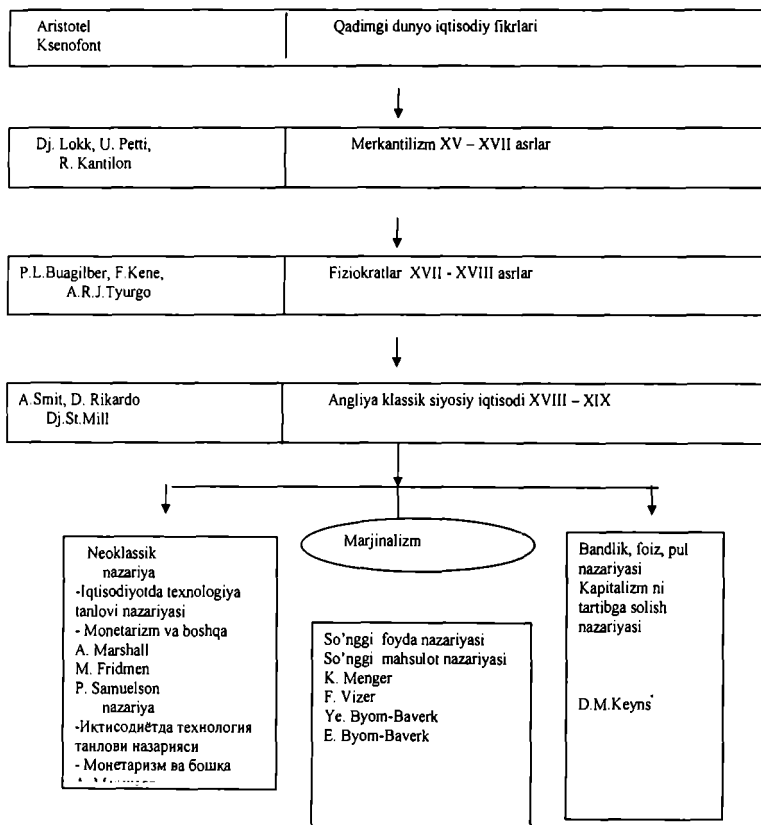 Aristotel
Ksenofont
Qadimgi dunyo iqtisodiy fikrlari
Dj. Lokk, U. Petti,
R. Kantilon
Merkantilizm XV – XVII asrlar
P.L.Buagilber, F.Kene,
A.R.J.Tyurgo
Fiziokratlar XVII - XVIII asrlar
A.Smit, D. Rikardo
Dj.St.Mill
Angliya klassik siyosiy iqtisodi XVIII – XIX
Neoklassik
nazariya
-Iqtisodiyotda texnologiya
tanlovi nazariyasi
- Monetarizm va boshqa
A. Marshall
M. Fridmen
P. Samuelson
nazariya
-Иктисодиётда технология
танлови назарияси
- Монетаризм ва бошка
Marjinalizm
So'nggi foyda nazariyasi
So'nggi mahsulot nazariyasi
K. Menger
F. Vizer
Ye. Byom-Baverk
E. Byom-Baverk
Bandlik, foiz, pul
nazariyasi
Kapitalizm ni
tartibga solish
nazariyasi
D.M.Keyns